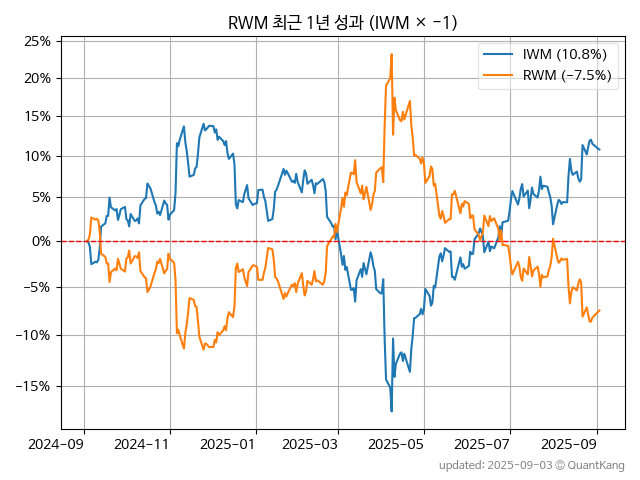 RWM 최근 1년 성과 (IWM × −1)
25%
20%
15%
10%
5%
0%
−5%
−10%
−15%
IWM (10.8%)
RWM (−7.5%)
2024-09 2024-11 2025-01 2025-03 2025-05 2025-07 2025-09
updated: 2025-09-03 © QuantKang